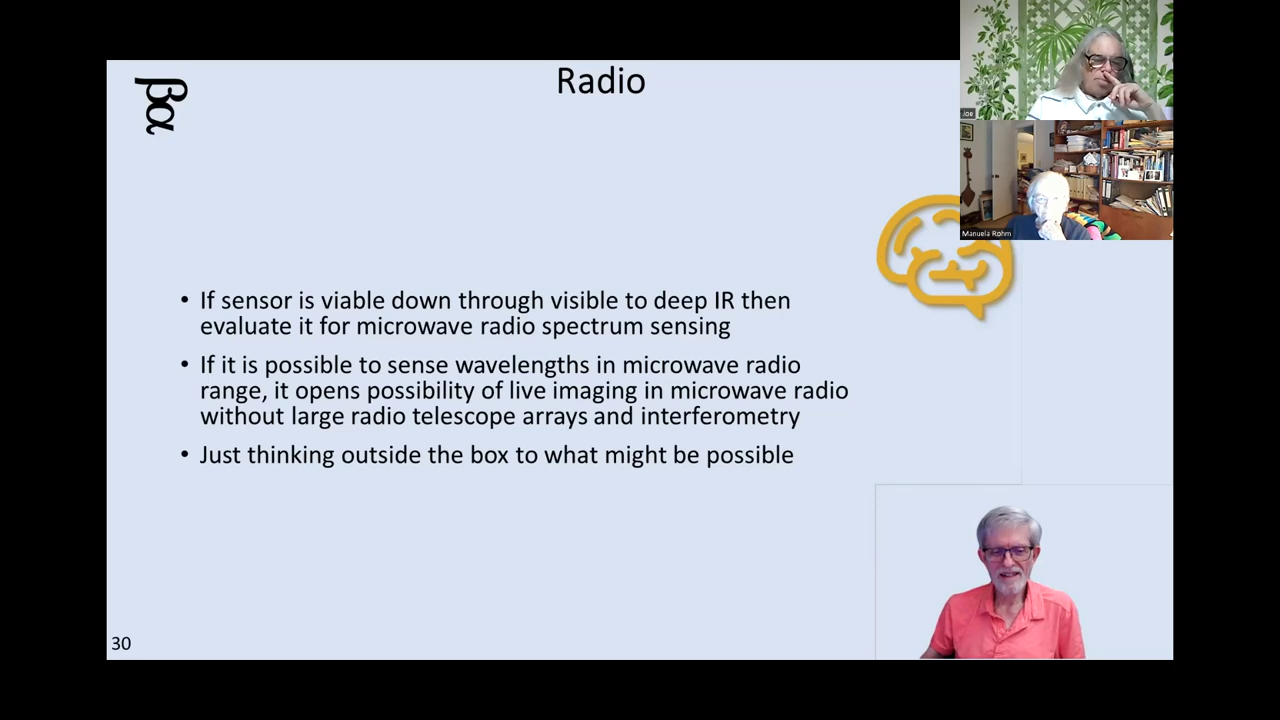 βα
Radio
Joe
Manuela Rohm
• If sensor is viable down through visible to deep IR then
evaluate it for microwave radio spectrum sensing
• If it is possible to sense wavelengths in microwave radio
range, it opens possibility of live imaging in microwave radio
without large radio telescope arrays and interferometry
• Just thinking outside the box to what might be possible
30